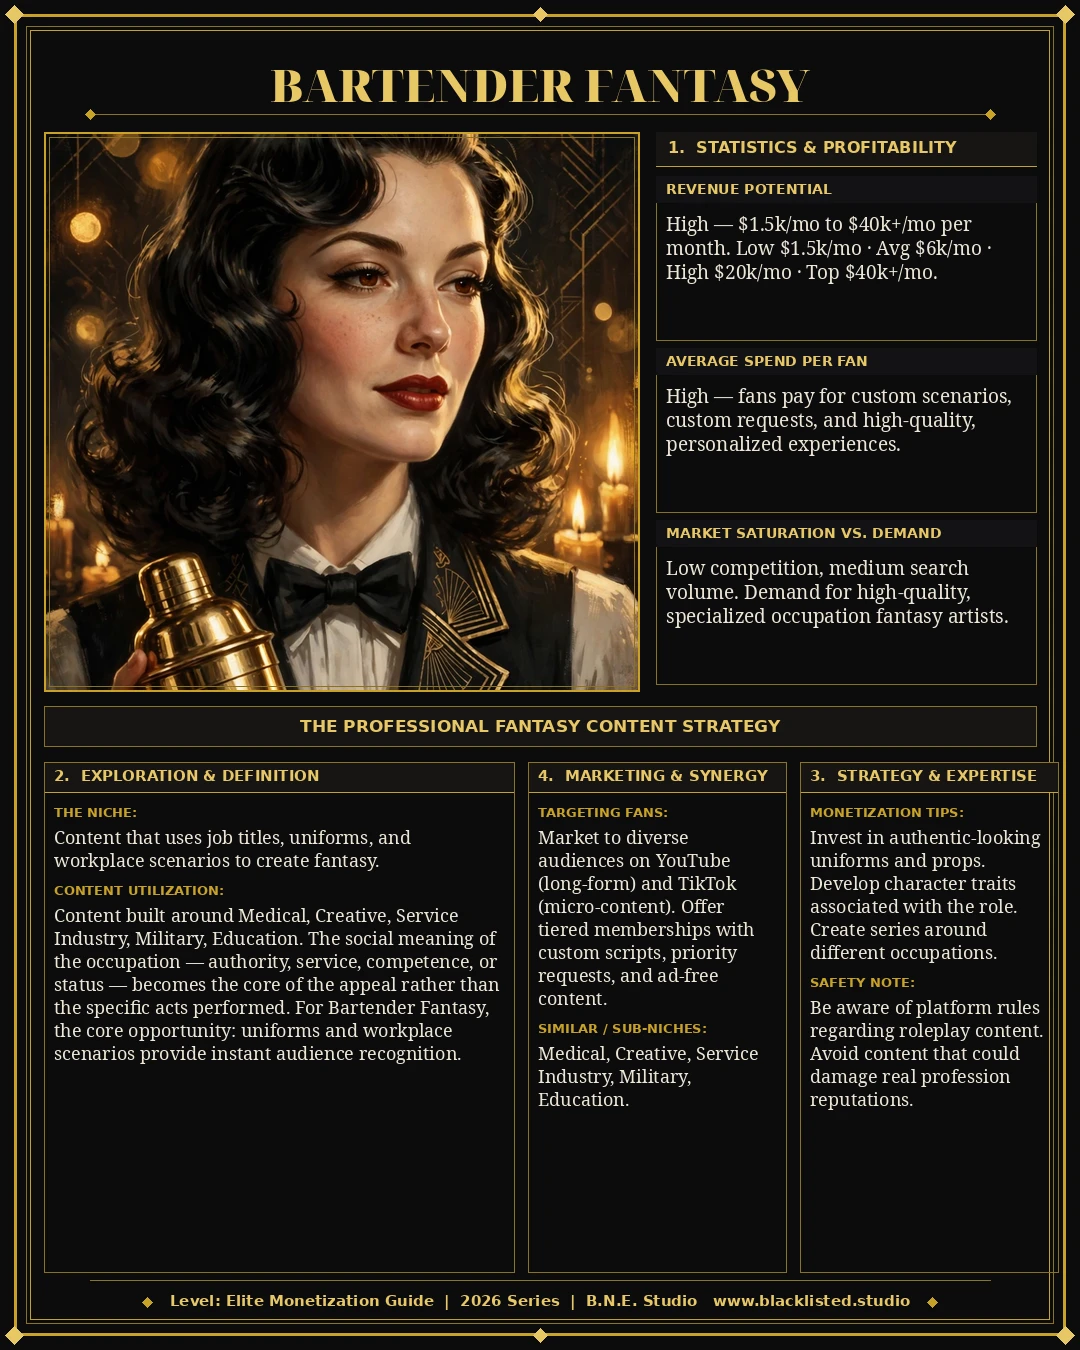 BARTENDER FANTASY
1. STATISTICS & PROFITABILITY
REVENUE POTENTIAL
High — $1.5k/mo to $40k+/mo per
month. Low $1.5k/mo · Avg $6k/mo ·
High $20k/mo · Top $40k+/mo.
AVERAGE SPEND PER FAN
High — fans pay for custom scenarios,
custom requests, and high-quality,
personalized experiences.
MARKET SATURATION VS. DEMAND
Low competition, medium search
volume. Demand for high-quality,
specialized occupation fantasy artists.
THE PROFESSIONAL FANTASY CONTENT STRATEGY
2. EXPLORATION & DEFINITION
THE NICHE:
Content that uses job titles, uniforms, and
workplace scenarios to create fantasy.
CONTENT UTILIZATION:
Content built around Medical, Creative, Service
Industry, Military, Education. The social meaning of
the occupation — authority, service, competence, or
status — becomes the core of the appeal rather than
the specific acts performed. For Bartender Fantasy,
the core opportunity: uniforms and workplace
scenarios provide instant audience recognition.
4. MARKETING & SYNERGY
TARGETING FANS:
Market to diverse
audiences on YouTube
(long-form) and TikTok
(micro-content). Offer
tiered memberships with
custom scripts, priority
requests, and ad-free
content.
SIMILAR / SUB-NICHES:
Medical, Creative, Service
Industry, Military,
Education.
3. STRATEGY & EXPERTISE
MONETIZATION TIPS:
Invest in authentic-looking
uniforms and props.
Develop character traits
associated with the role.
Create series around
different occupations.
SAFETY NOTE:
Be aware of platform rules
regarding roleplay content.
Avoid content that could
damage real profession
reputations.
Level: Elite Monetization Guide | 2026 Series | B.N.E. Studio www.blacklisted.studio